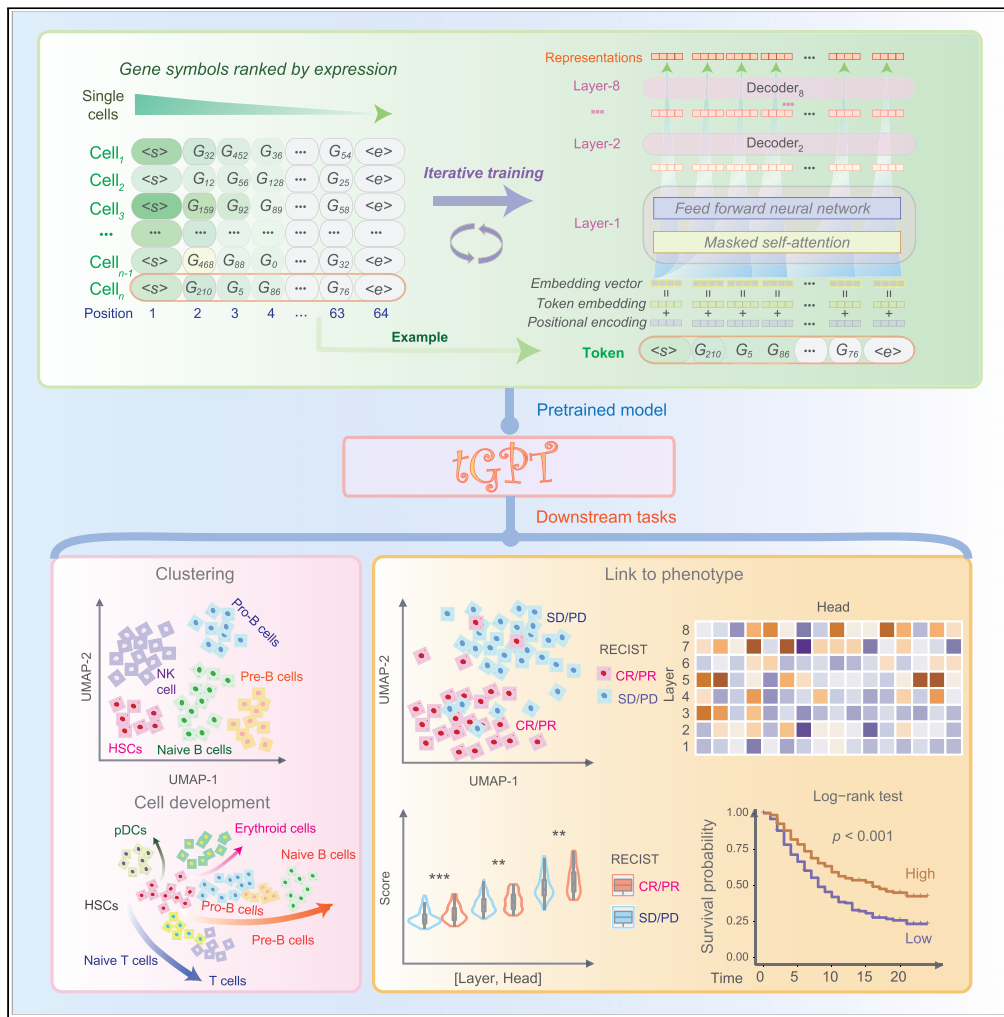 Gene symbols ranked by expression
Single
cells
Cell1 <s> G32 G452 G36 ... G54 <e>
Cell2 <s> G12 G56 G128 ... G25 <e>
Cell3 <s> G159 G92 G89 ... G58 <e>
... ... ... ... ... ... ... ...
Celln-1 <s> G468 G88 G0 ... G32 <e>
Celln <s> G210 G5 G86 ... G76 <e>
Position 1 2 3 4 ... 63 64
Iterative training
Example
Representations ...
Layer-8 Decoder8
... ... ...
Layer-2 Decoder2
...
Layer-1 Feed forward neural network
Masked self-attention
Embedding vector ...
= = = = = =
Token embedding ...
+ + + + + +
Positional encoding ...
Token <s> G210 G5 G86 ... G76 <e>
Pretrained model
tGPT
Downstream tasks
Clustering
UMAP-2
Pro-B cells
NK
cell
Pre-B cells
HSCs
Naive B cells
UMAP-1
Cell development
pDCs
Erythroid cells
Naive B cells
HSCs
Pro-B cells
Pre-B cells
Naive T cells
T cells
Link to phenotype
UMAP-2
SD/PD
CR/PR
UMAP-1
RECIST
CR/PR
SD/PD
Head
Layer
8
7
6
5
4
3
2
1
Score
*** ** **
[Layer, Head]
RECIST
CR/PR
SD/PD
Log-rank test
p < 0.001
Survival probability
1.00
0.75
0.50
0.25
0.00
High
Low
Time 0 5 10 15 20